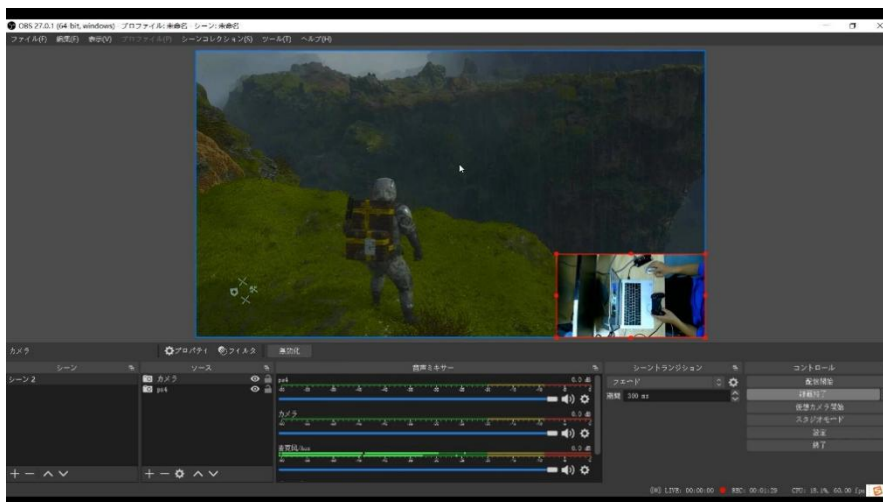 OBS 27.0.1 (64-bit, windows) - プロファイル: 未命名 - シーン: 未命名
ファイル(F) 編集(E) 表示(V) プロファイル(P) シーンコレクション(S) ツール(T) ヘルプ(H)
カメラ プロパティ フィルタ 無効化
シーン ソース 音声ミキサー シーントランジション コントロール
シーン 2
カメラ
ps4
ps4 0.0 dB
カメラ 0.0 dB
0.0 dB
フェード
期間 300 ms
配信開始
録画終了
仮想カメラ開始
スタジオモード
設定
終了
LIVE: 00:00:00 REC: 00:01:29 CPU: 18.1%, 60.00 fps